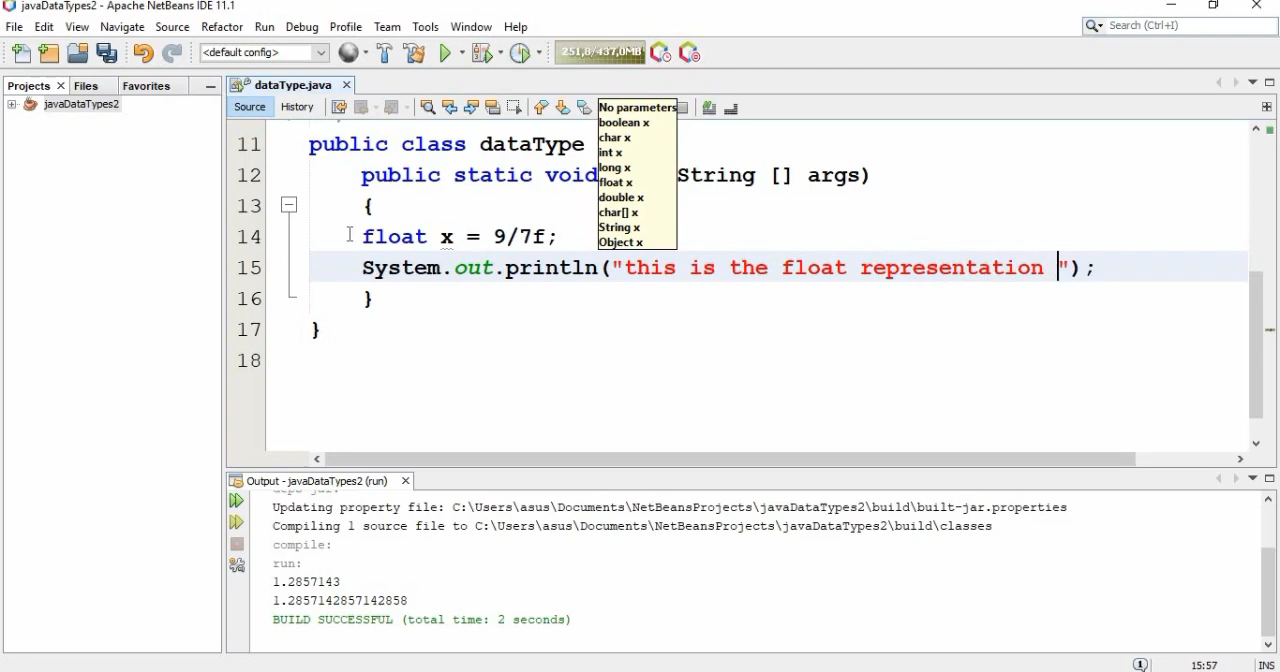 javaDataTypes2 - Apache NetBeans IDE 11.1
File Edit View Navigate Source Refactor Run Debug Profile Team Tools Window Help
Search (Ctrl+I)
<default config>
251,8/437,0MB
Projects Files Favorites
dataType.java
javaDataTypes2
Source History
No parameters
boolean x
char x
int x
long x
float x
double x
char[] x
String x
Object x
11 public class dataType
12 public static void String [] args)
13 {
14 float x = 9/7f;
15 System.out.println("this is the float representation ");
16 }
17 }
18
Output - javaDataTypes2 (run)
Updating property file: C:\Users\asus\Documents\NetBeansProjects\javaDataTypes2\build\built-jar.properties
Compiling 1 source file to C:\Users\asus\Documents\NetBeansProjects\javaDataTypes2\build\classes
compile:
run:
1.2857143
1.2857142857142858
BUILD SUCCESSFUL (total time: 2 seconds)
1 15:57 INS